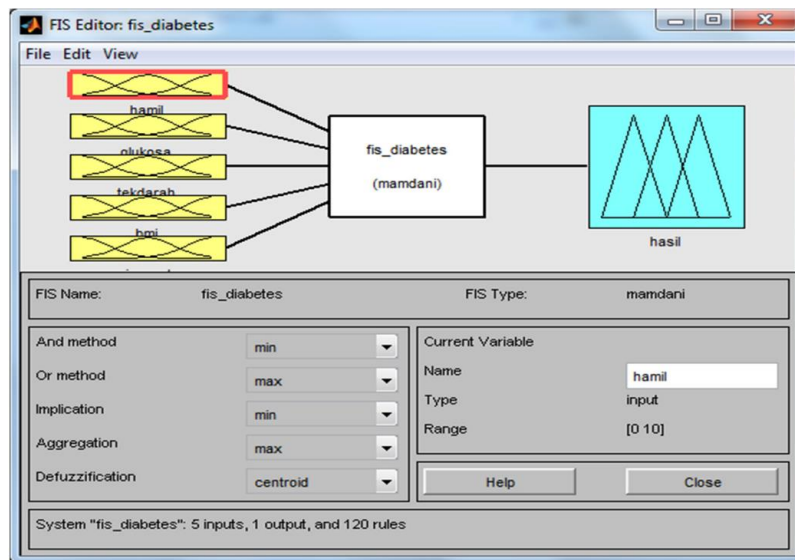 FIS Editor: fis_diabetes
File Edit View
hamil
glukosa
tekdarah
bmi
fis_diabetes
(mamdani)
hasil
FIS Name: fis_diabetes FIS Type: mamdani
And method min
Or method max
Implication min
Aggregation max
Defuzzification centroid
Current Variable
Name hamil
Type input
Range [0 10]
Help Close
System "fis_diabetes": 5 inputs, 1 output, and 120 rules